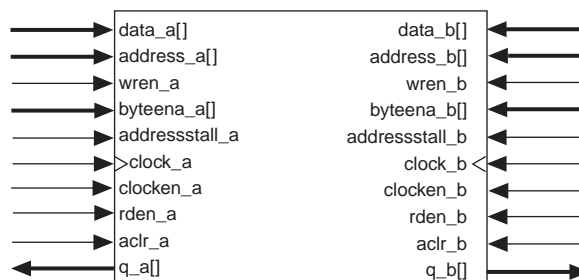 data_a[]
address_a[]
wren_a
byteena_a[]
addressstall_a
clock_a
clocken_a
rden_a
aclr_a
q_a[]
data_b[]
address_b[]
wren_b
byteena_b[]
addressstall_b
clock_b
clocken_b
rden_b
aclr_b
q_b[]